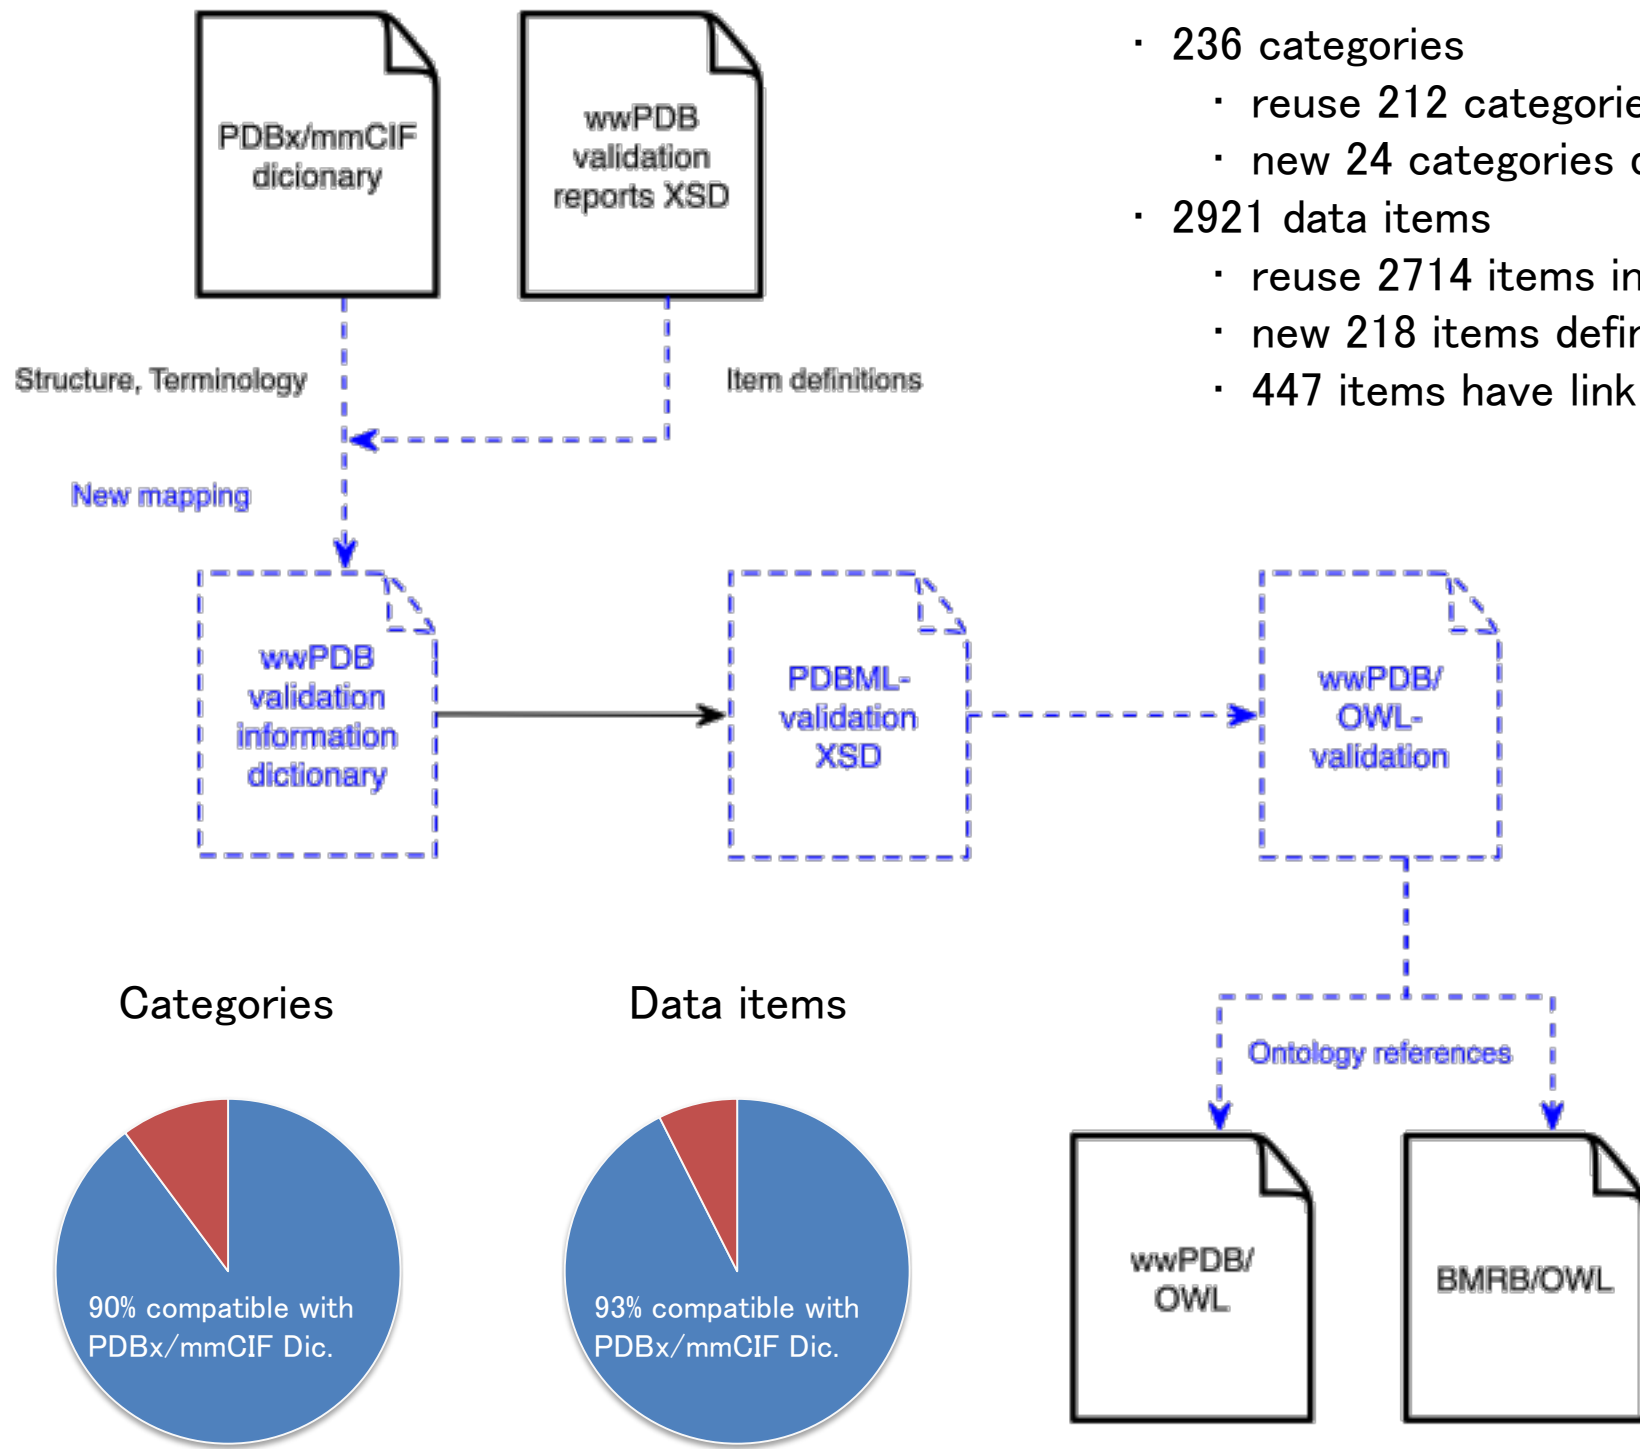 PDBx/mmCIF
dicionary
wwPDB
validation
reports XSD
· 236 categories
· reuse 212
· new 24 categories
· 2921 data items
· reuse 2714 items in
· new 218 items
· 447 items have link
Structure, Terminology
Item definitions
New mapping
wwPDB
validation
information
dictionary
PDBML-
validation
XSD
wwPDB/
OWL-
validation
Ontology references
Categories
Data items
90% compatible with
PDBx/mmCIF Dic.
93% compatible with
PDBx/mmCIF Dic.
wwPDB/
OWL
BMRB/OWL